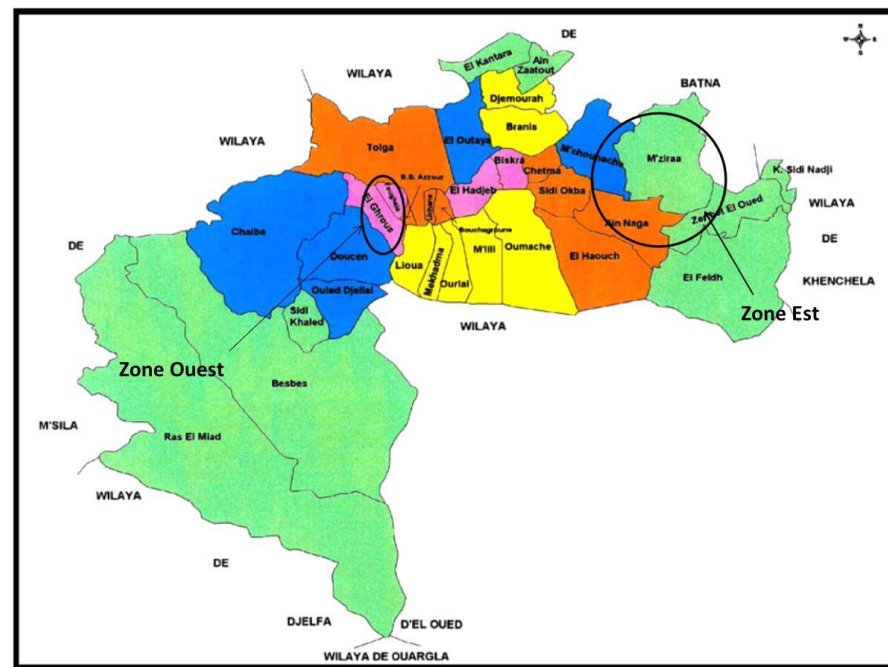 DE
N
W E
S
El Kantara
Ain
Zaatout
WILAYA
BATNA
Djemourah
WILAYA
Tolga
El Outaya
Branis
M'chouneche
M'ziraa
Biskra
Chetma
K. Sidi Nadji
B.B. Azzouz
Foughala
El Ghrous
Lichana
El Hadjeb
Sidi Okba
WILAYA
Zeribet El Oued
Ain Naga
Chaiba
Bouchagroune
DE
DE
Doucen
Lioua
Mekhadma
Ourlal
M'lili
Oumache
El Haouch
El Feidh
KHENCHELA
Ouled Djellal
Sidi
Khaled
WILAYA
Zone Est
Zone Ouest
Besbes
M'SILA
Ras El Miad
WILAYA
DE
DJELFA
D'EL OUED
WILAYA DE OUARGLA